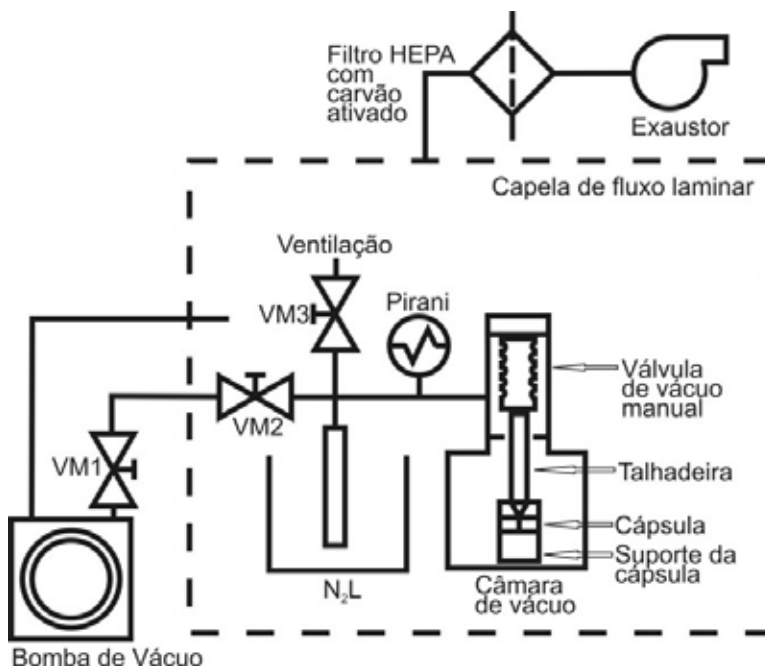 Filtro HEPA
com
carvão
ativado
Exaustor
Capela de fluxo laminar
Ventilação
VM3
Pirani
Válvula
de vácuo
manual
VM2
VM1
Talhadeira
Cápsula
Suporte da
cápsula
N₂L
Câmara
de vácuo
Bomba de Vácuo